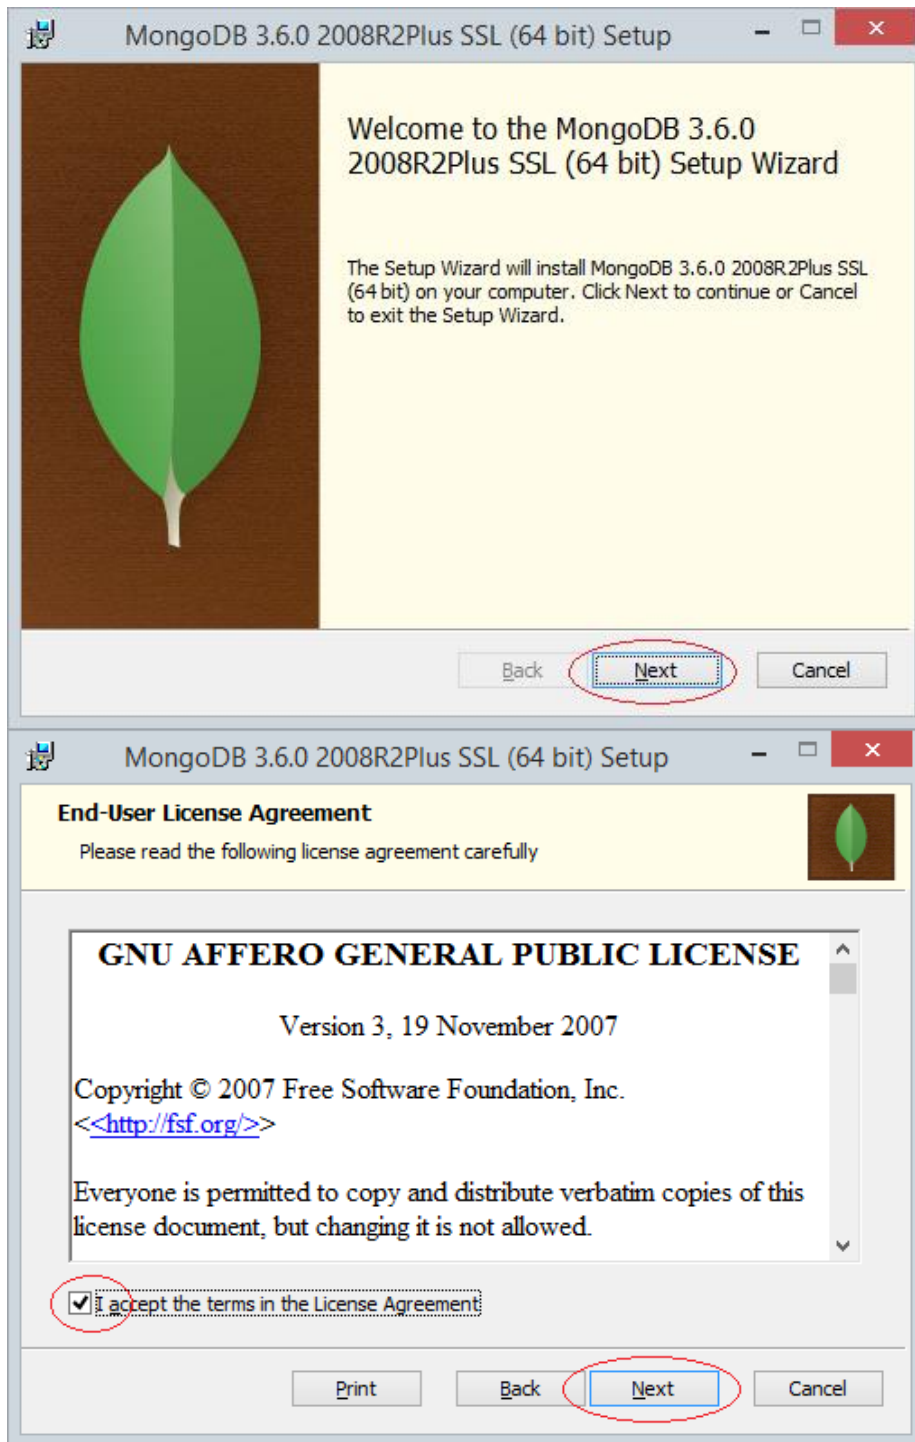 MongoDB 3.6.0 2008R2Plus SSL (64 bit) Setup
Welcome to the MongoDB 3.6.0
2008R2Plus SSL (64 bit) Setup Wizard
The Setup Wizard will install MongoDB 3.6.0 2008R2Plus SSL
(64 bit) on your computer. Click Next to continue or Cancel
to exit the Setup Wizard.
Back Next Cancel
MongoDB 3.6.0 2008R2Plus SSL (64 bit) Setup
End-User License Agreement
Please read the following license agreement carefully
GNU AFFERO GENERAL PUBLIC LICENSE
Version 3, 19 November 2007
Copyright © 2007 Free Software Foundation, Inc.
<<http://fsf.org/>>
Everyone is permitted to copy and distribute verbatim copies of this
license document, but changing it is not allowed.
I accept the terms in the License Agreement
Print Back Next Cancel